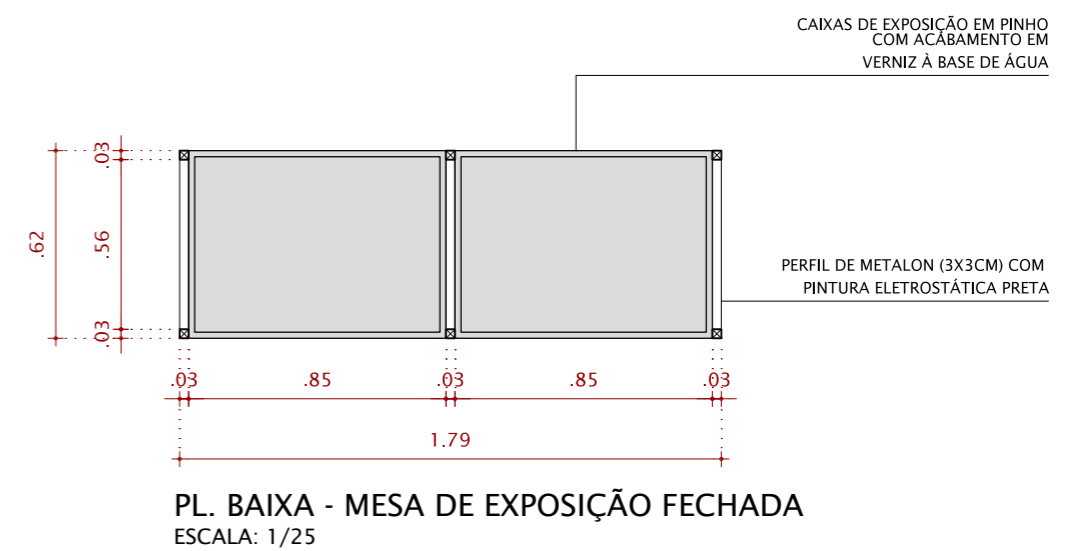 CAIXAS DE EXPOSIÇÃO EM PINHO
COM ACABAMENTO EM
VERNIZ À BASE DE ÁGUA
.03
.62
.56
.03
PERFIL DE METALON (3X3CM) COM
PINTURA ELETROSTÁTICA PRETA
.03 .85 .03 .85 .03
1.79
PL. BAIXA - MESA DE EXPOSIÇÃO FECHADA
ESCALA: 1/25